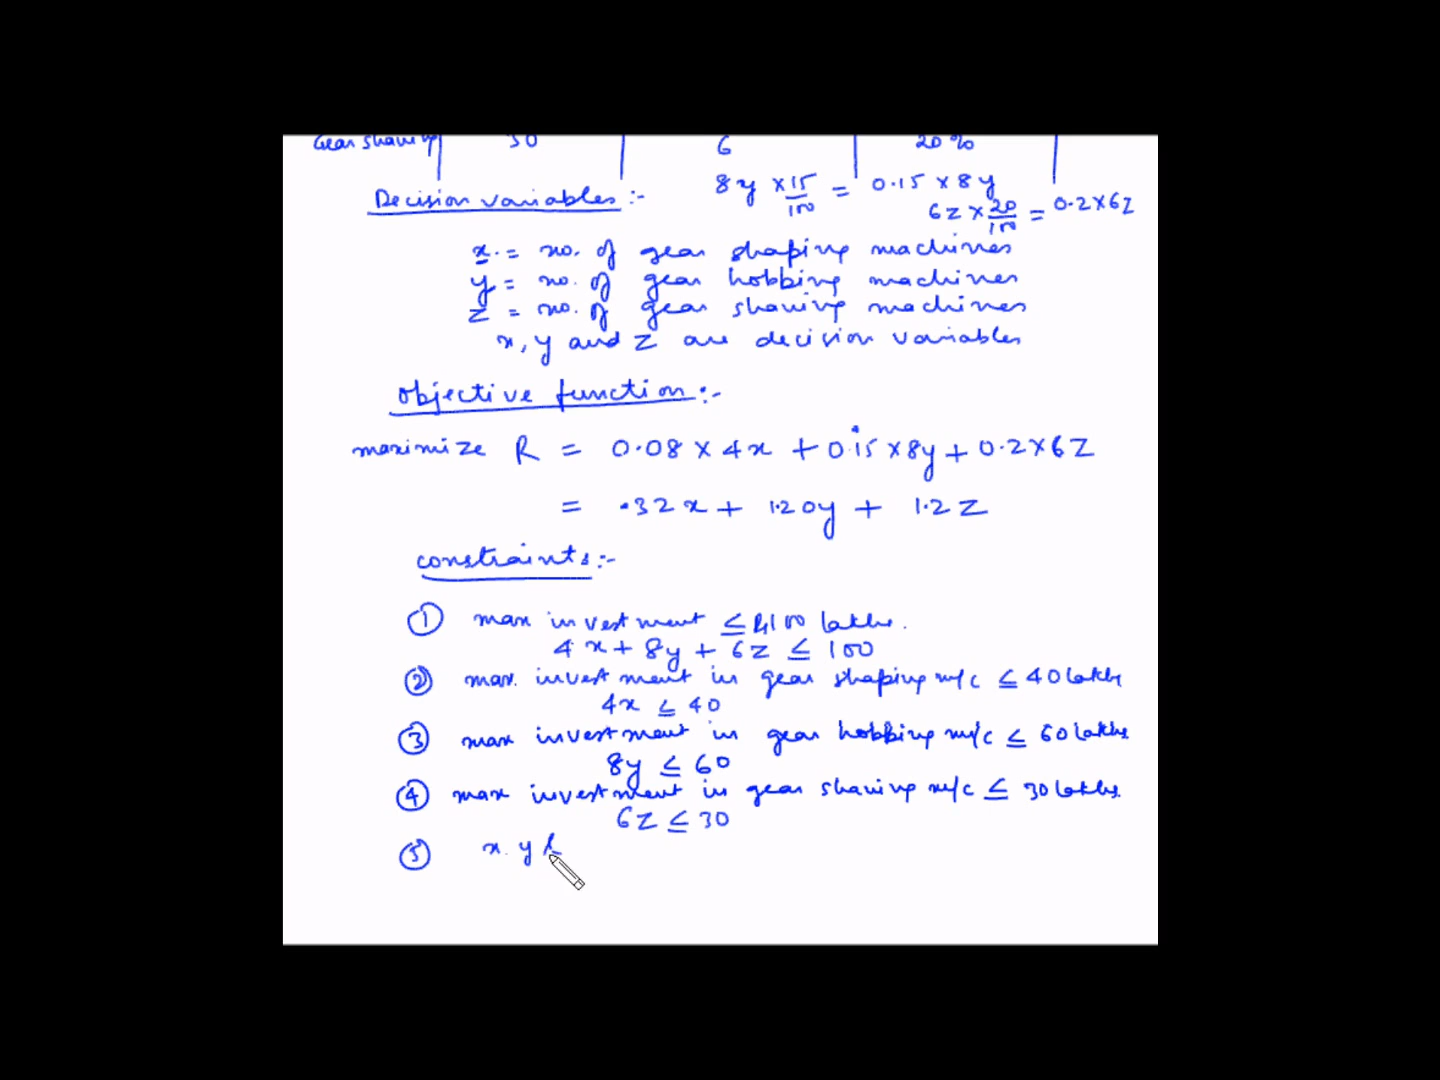 Gear shaving 30 6 20%
8y × 15/100 = 0.15 × 8y
Decision variables :-
6z × 20/100 = 0.2×6z
x = no. of gear shaping machines
y = no. of gear hobbing machines
z = no. of gear shaving machines
x, y and z are decision variables
objective function :-
maximize R = 0.08 × 4x + 0.15 × 8y + 0.2×6z
= .32x + 1.20y + 1.2z
constraints :-
① max investment ≤ 100 lakhs.
4x + 8y + 6z ≤ 100
② max. investment in gear shaping m/c ≤ 40 lakhs
4x ≤ 40
③ max investment in gear hobbing m/c ≤ 60 lakhs
8y ≤ 60
④ max investment in gear shaving m/c ≤ 30 lakhs
6z ≤ 30
⑤ x. y